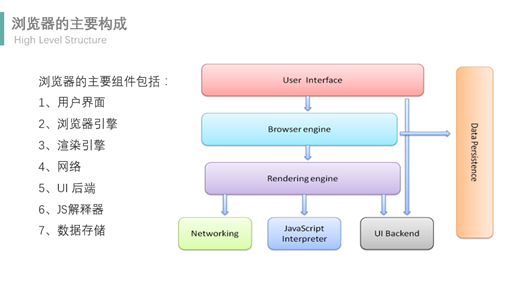 浏览器的主要构成
High Level Structure
浏览器的主要组件包括：
1、用户界面
2、浏览器引擎
3、渲染引擎
4、网络
5、UI 后端
6、JS解释器
7、数据存储
User Interface
Browser engine
Rendering engine
Networking
JavaScript
Interpreter
UI Backend
Data Persistence